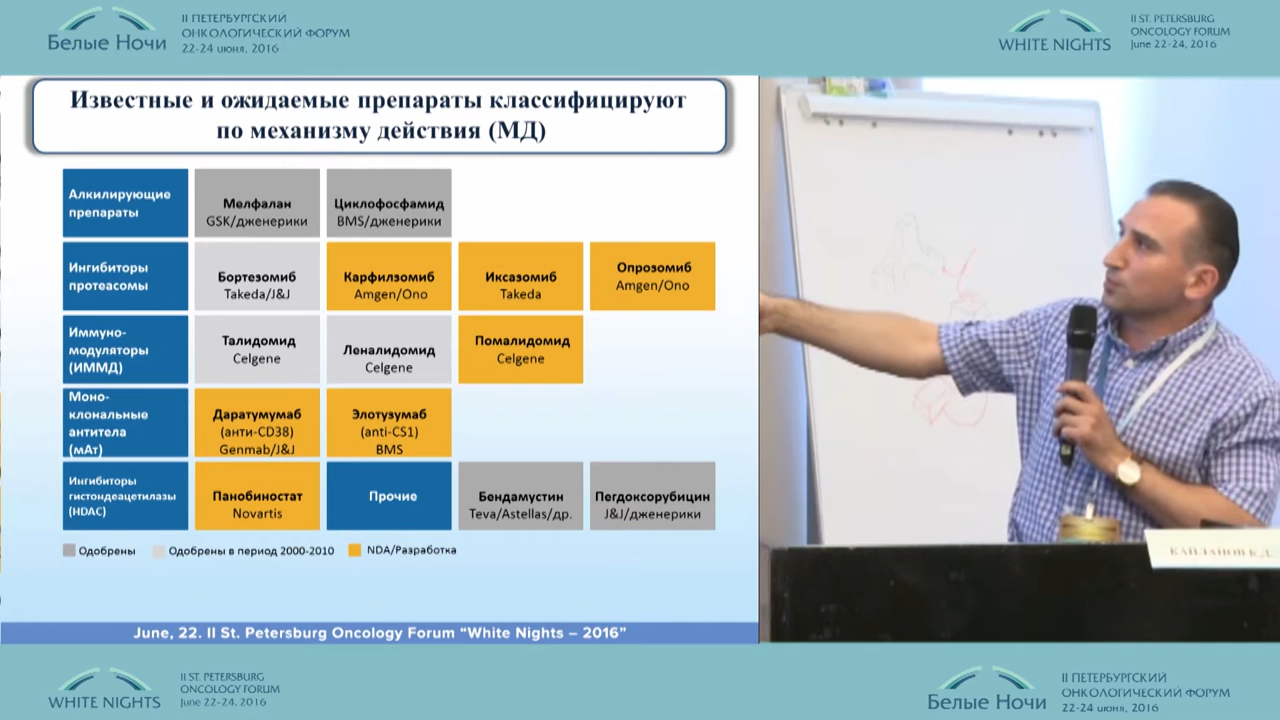 Белые Ночи
II ПЕТЕРБУРГСКИЙ
ОНКОЛОГИЧЕСКИЙ ФОРУМ
22-24 июня, 2016
WHITE NIGHTS
II ST. PETERSBURG
ONCOLOGY FORUM
June 22-24, 2016
Известные и ожидаемые препараты классифицируют
по механизму действия (МД)
Алкилирующие
препараты
Мелфалан
GSK/дженерики
Циклофосфамид
BMS/дженерики
Ингибиторы
протеасомы
Бортезомиб
Takeda/J&J
Карфилзомиб
Amgen/Ono
Иксазомиб
Takeda
Опрозомиб
Amgen/Ono
Иммуно-
модуляторы
(ИММД)
Талидомид
Celgene
Леналидомид
Celgene
Помалидомид
Celgene
Моно-
клональные
антитела
(мАт)
Даратумумаб
(анти-CD38)
Genmab/J&J
Элотузумаб
(anti-CS1)
BMS
Ингибиторы
гистондеацетилазы
(HDAC)
Панобиностат
Novartis
Прочие
Бендамустин
Teva/Astellas/др.
Пегдоксорубицин
J&J/дженерики
Одобрены
Одобрены в период 2000-2010
NDA/Разработка
June, 22. II St. Petersburg Oncology Forum “White Nights – 2016”
КАПЛАНОВ К.Д.
WHITE NIGHTS
II ST. PETERSBURG
ONCOLOGY FORUM
June 22-24, 2016
Белые Ночи
II ПЕТЕРБУРГСКИЙ
ОНКОЛОГИЧЕСКИЙ ФОРУМ
22-24 июня, 2016